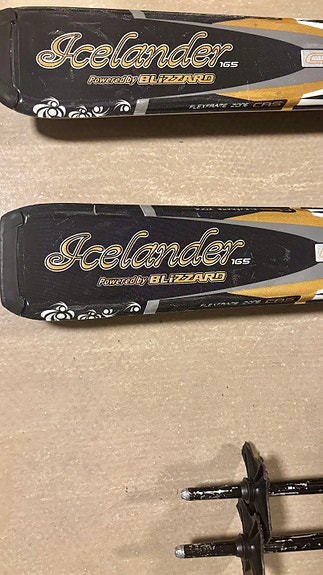 Icelander 165
Powered by BLiZZARD
FLEXFRAME ZONE CAS
Icelander 165
Powered by BLiZZARD
FLEXFRAME ZONE CAS